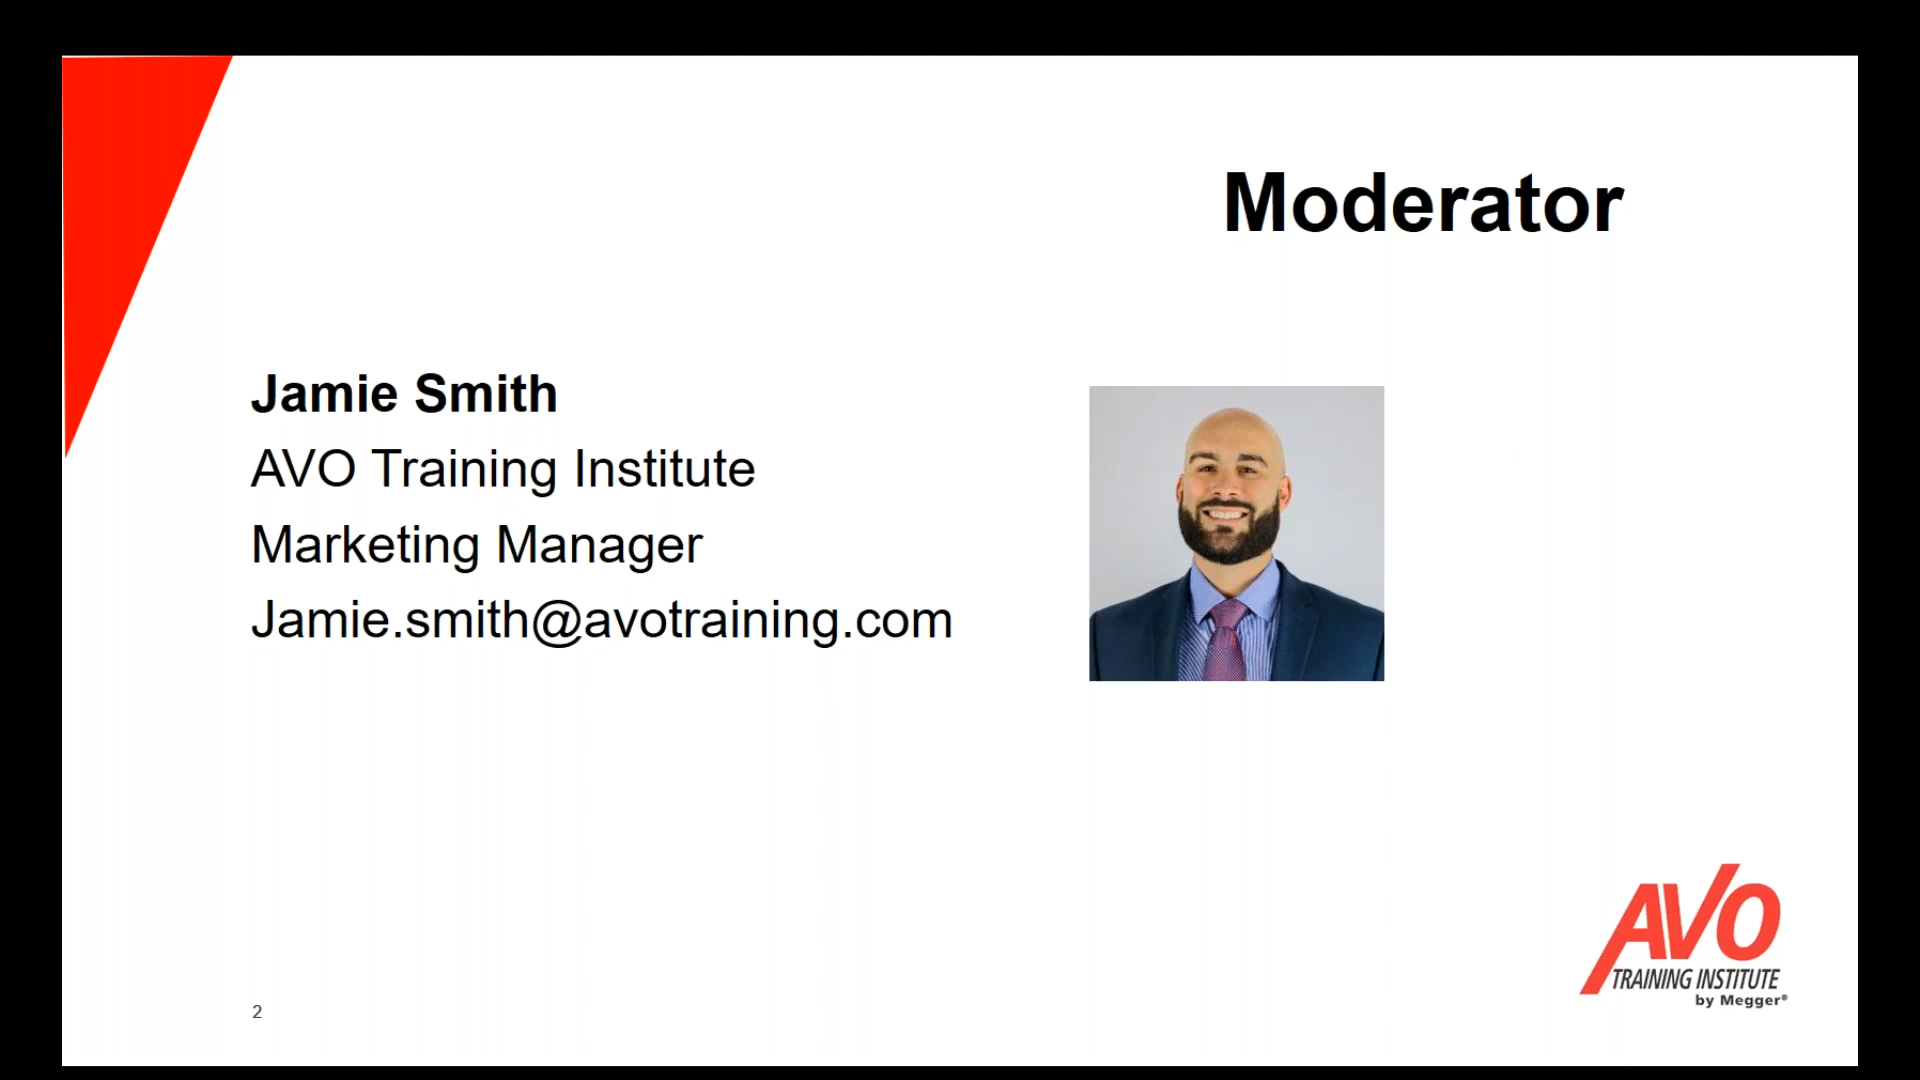 Moderator
Jamie Smith
AVO Training Institute
Marketing Manager
Jamie.smith@avotraining.com
AVO
TRAINING INSTITUTE
by Megger®
2